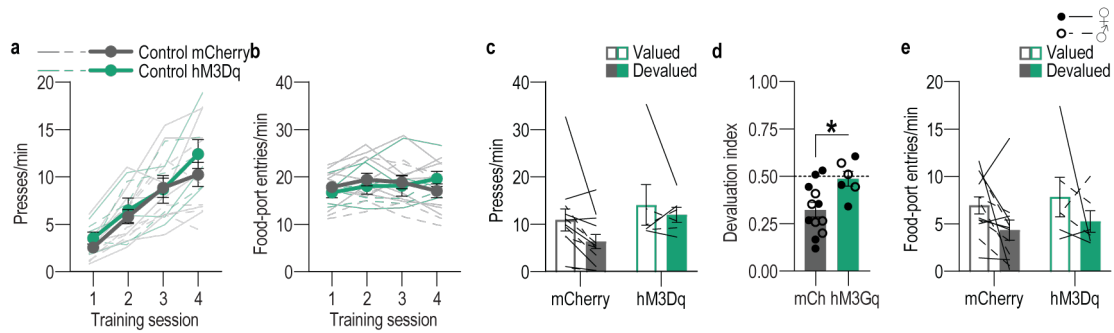 a
Control mCherry
Control hM3Dq
Presses/min
20
15
10
5
0
1 2 3 4
Training session
b
Food-port entries/min
40
30
20
10
0
1 2 3 4
Training session
c
Valued
Devalued
Presses/min
40
30
20
10
0
mCherry hM3Dq
d
Devaluation index
1.00
0.75
0.50
0.25
0.00
*
mCh hM3Gq
♀
♂
e
Valued
Devalued
Food-port entries/min
20
15
10
5
0
mCherry hM3Dq